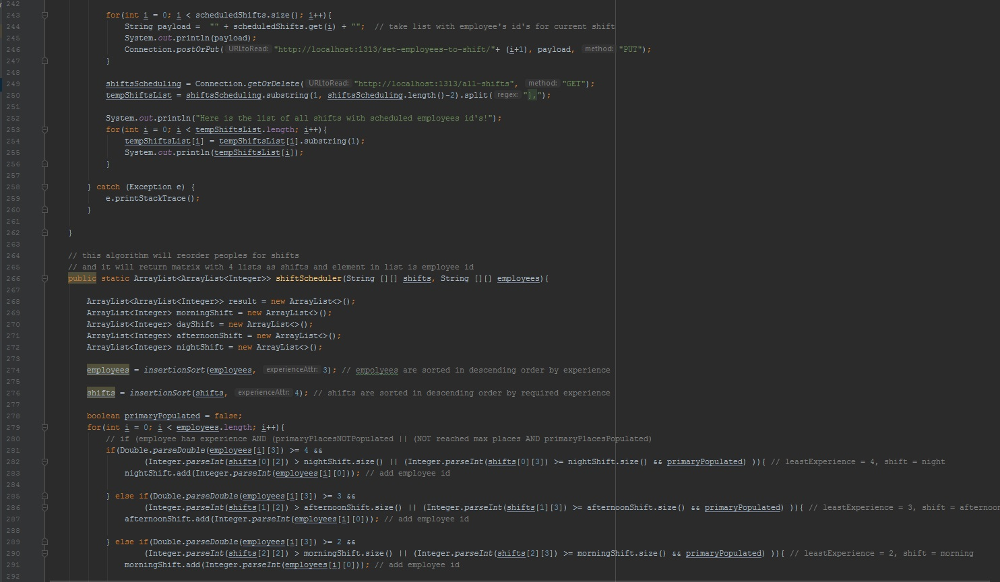 242
243 for(int i = 0; i < scheduledShifts.size(); i++){
244 String payload = "" + scheduledShifts.get(i) + ""; // take list with employee's id's for current shift
245 System.out.println(payload);
246 Connection.postOrPut( URLtoRead: "http://localhost:1313/set-employees-to-shift/"+ (i+1), payload, method: "PUT");
247 }
248
249 shiftsScheduling = Connection.getOrDelete( URLtoRead: "http://localhost:1313/all-shifts", method: "GET");
250 tempShiftsList = shiftsScheduling.substring(1, shiftsScheduling.length()-2).split( regex: "},");
251
252 System.out.println("Here is the list of all shifts with scheduled employees id's!");
253 for(int i = 0; i < tempShiftsList.length; i++){
254 tempShiftsList[i] = tempShiftsList[i].substring(1);
255 System.out.println(tempShiftsList[i]);
256 }
257
258 } catch (Exception e) {
259 e.printStackTrace();
260 }
261
262 }
263
264 // this algorithm will reorder peoples for shifts
265 // and it will return matrix with 4 lists as shifts and element in list is employee id
266 public static ArrayList<ArrayList<Integer>> shiftScheduler(String [][] shifts, String [][] employees){
267
268 ArrayList<ArrayList<Integer>> result = new ArrayList<>();
269 ArrayList<Integer> morningShift = new ArrayList<>();
270 ArrayList<Integer> dayShift = new ArrayList<>();
271 ArrayList<Integer> afternoonShift = new ArrayList<>();
272 ArrayList<Integer> nightShift = new ArrayList<>();
273
274 employees = insertionSort(employees, experienceAttr: 3); // empolyees are sorted in descending order by experience
275
276 shifts = insertionSort(shifts, experienceAttr: 4); // shifts are sorted in descending order by required experience
277
278 boolean primaryPopulated = false;
279 for(int i = 0; i < employees.length; i++){
280 // if (employee has experience AND (primaryPlacesNOTPopulated || (NOT reached max places AND primaryPlacesPopulated)
281 if(Double.parseDouble(employees[i][3]) >= 4 &&
282 (Integer.parseInt(shifts[0][2]) > nightShift.size() || (Integer.parseInt(shifts[0][3]) >= nightShift.size() && primaryPopulated) )){ // leastExperience = 4, shift = night
283 nightShift.add(Integer.parseInt(employees[i][0])); // add employee id
284
285 } else if(Double.parseDouble(employees[i][3]) >= 3 &&
286 (Integer.parseInt(shifts[1][2]) > afternoonShift.size() || (Integer.parseInt(shifts[1][3]) >= afternoonShift.size() && primaryPopulated) )){ // leastExperience = 3, shift = afternoon
287 afternoonShift.add(Integer.parseInt(employees[i][0])); // add employee id
288
289 } else if(Double.parseDouble(employees[i][3]) >= 2 &&
290 (Integer.parseInt(shifts[2][2]) > morningShift.size() || (Integer.parseInt(shifts[2][3]) >= morningShift.size() && primaryPopulated) )){ // leastExperience = 2, shift = morning
291 morningShift.add(Integer.parseInt(employees[i][0])); // add employee id
292